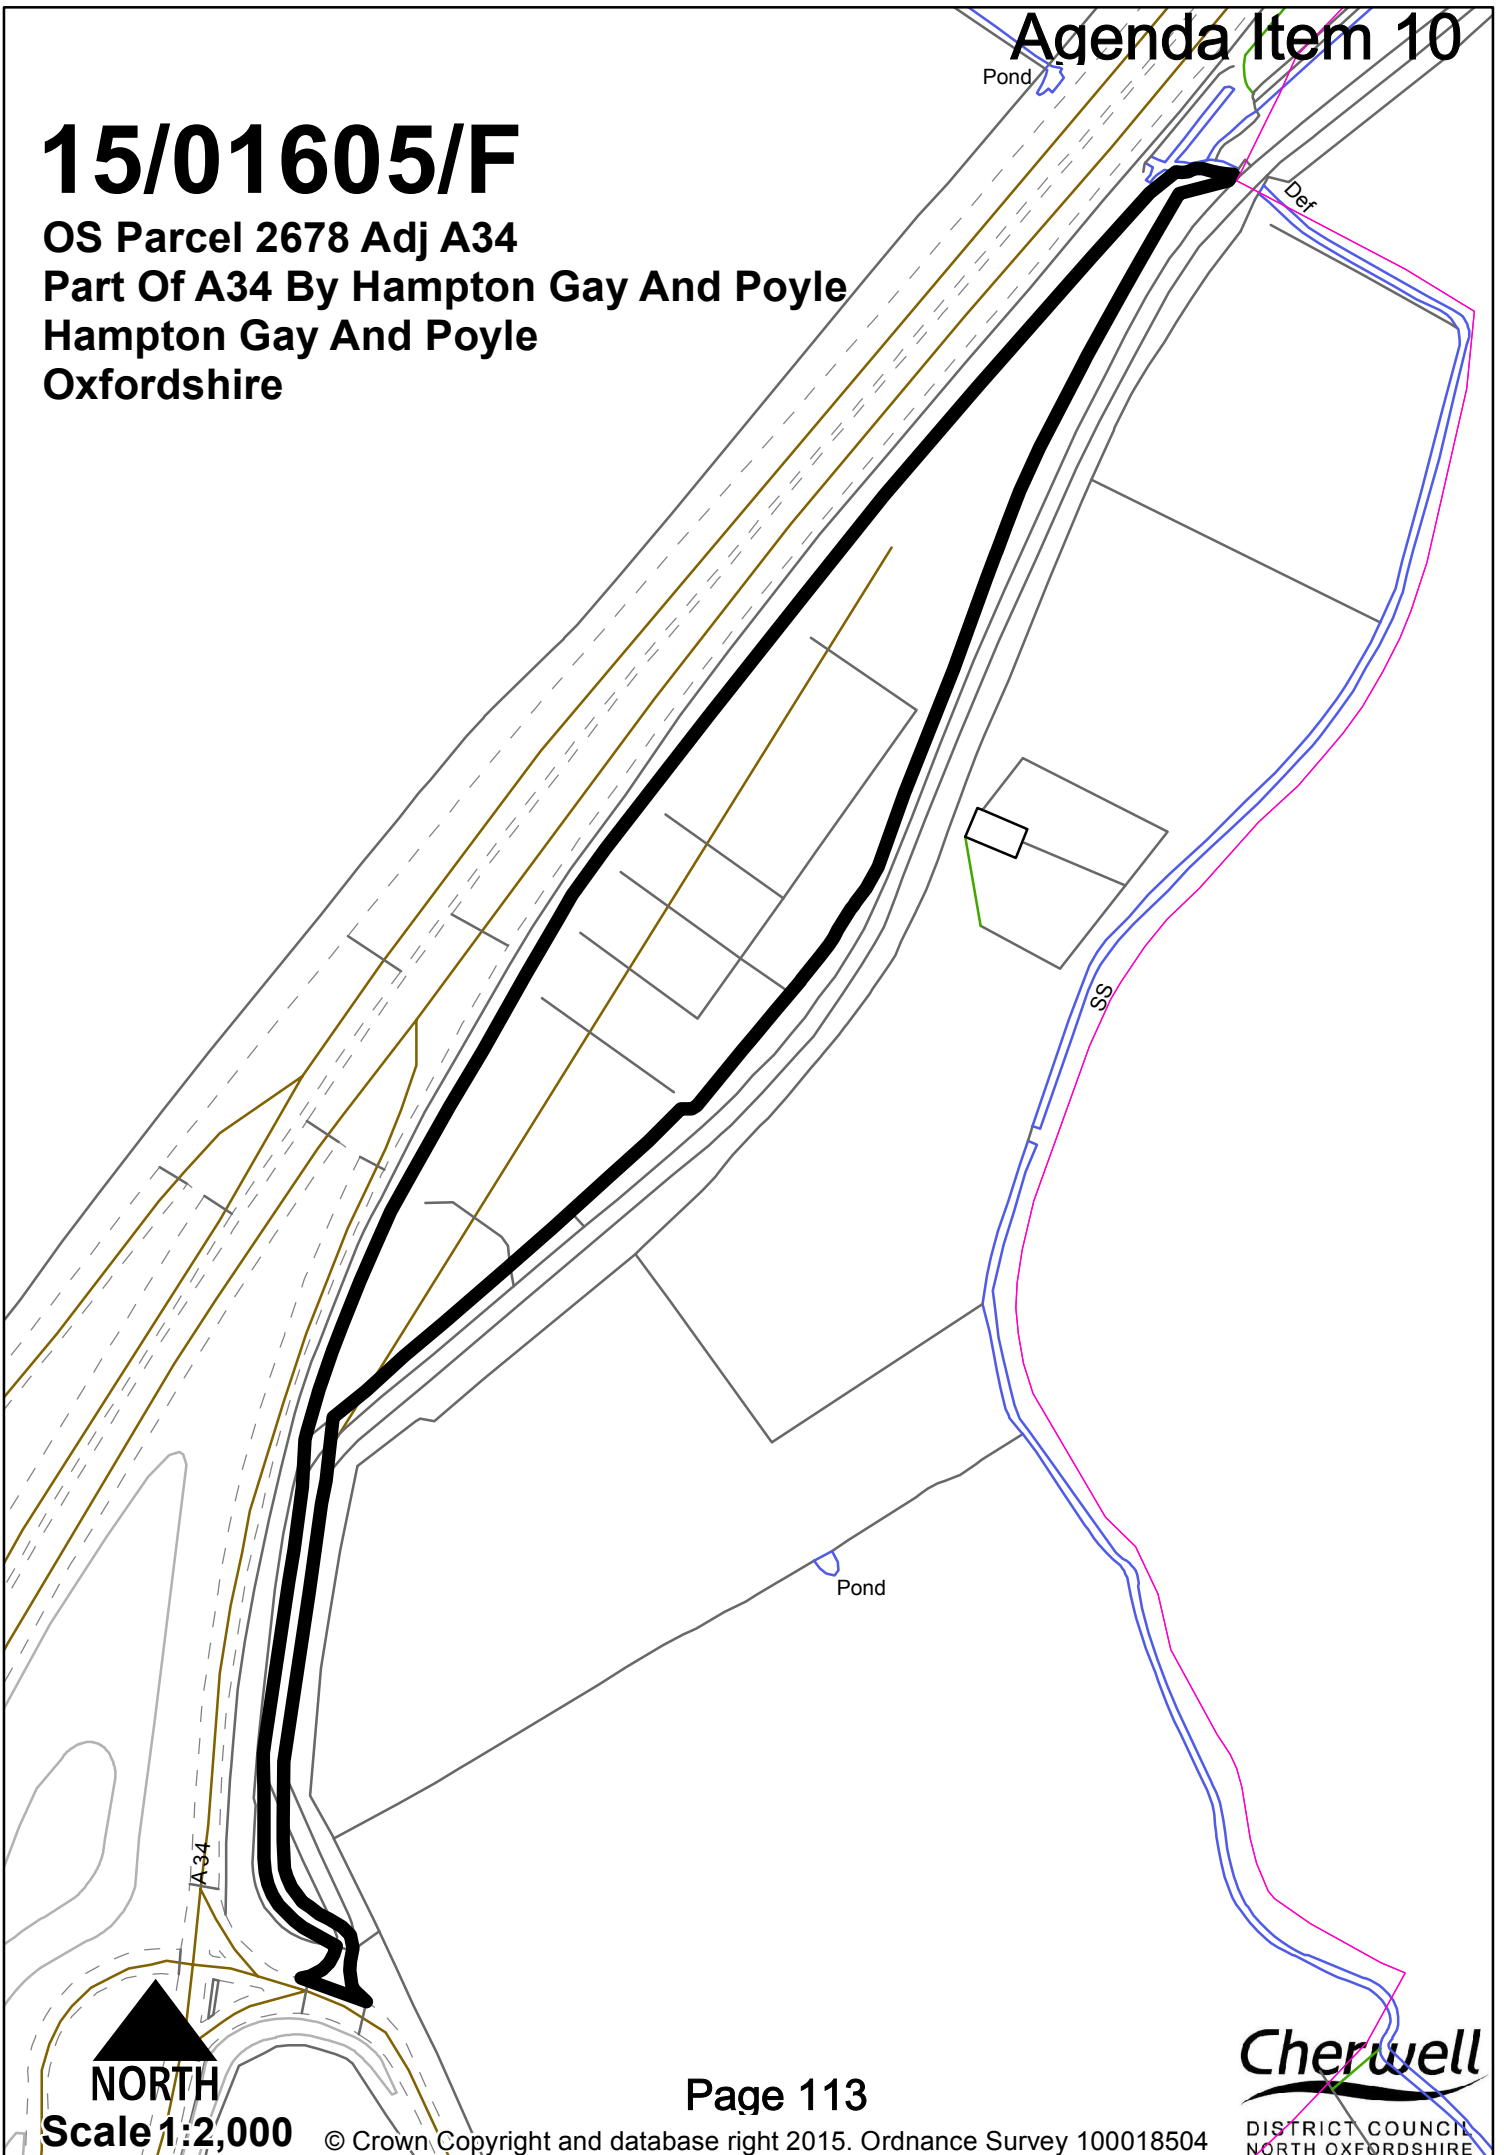 Agenda Item 10
Pond
15/01605/F
OS Parcel 2678 Adj A34
Part Of A34 By Hampton Gay And Poyle
Hampton Gay And Poyle
Oxfordshire
Def
SS
Pond
A 34
NORTH
Scale 1:2,000
Page 113
© Crown Copyright and database right 2015. Ordnance Survey 100018504
Cherwell
DISTRICT COUNCIL
NORTH OXFORDSHIRE